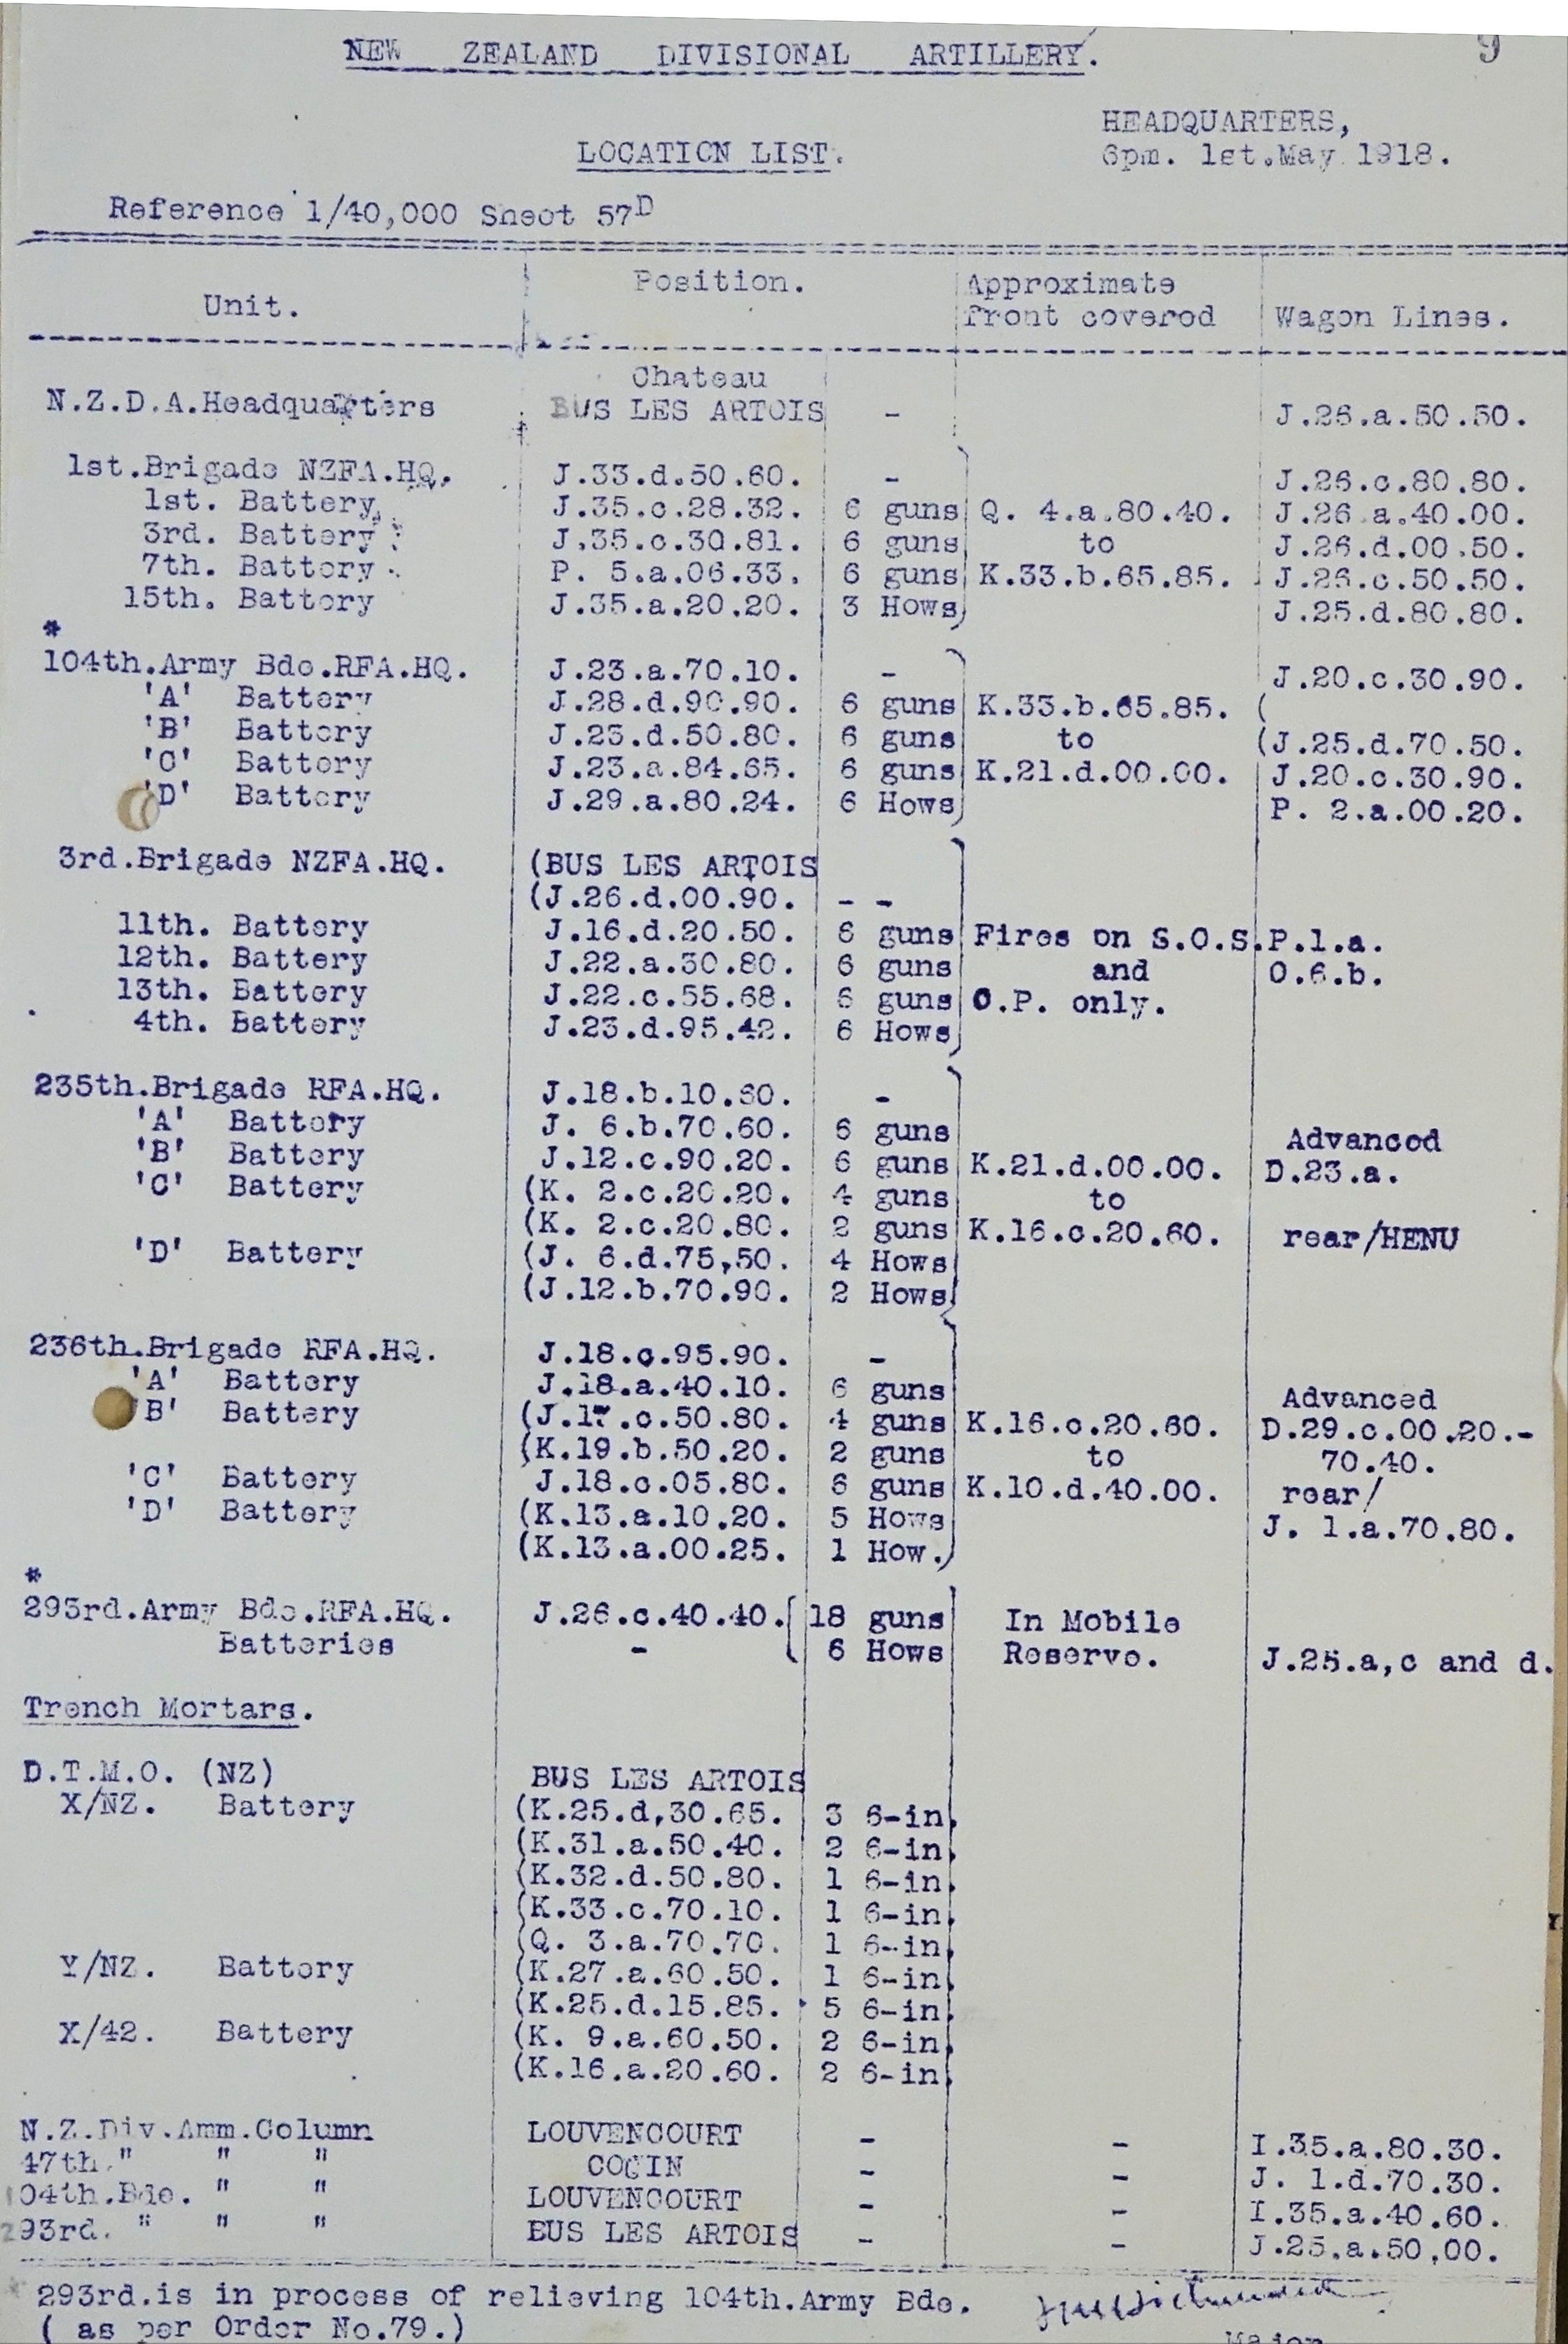 9
NEW ZEALAND DIVISIONAL ARTILLERY.
HEADQUARTERS,
LOCATION LIST. 6pm. 1st.May 1918.
Reference 1/40,000 Sheet 57D
Unit. Position. Approximate front covered Wagon Lines.
Chateau
N.Z.D.A.Headquarters BUS LES ARTOIS - J.26.a.50.50.
1st.Brigade NZFA.HQ. J.33.d.50.60. - J.26.c.80.80.
1st. Battery J.35.c.28.32. 6 guns Q. 4.a.80.40. J.26.a.40.00.
3rd. Battery J.35.c.30.81. 6 guns to J.26.d.00.50.
7th. Battery P. 5.a.06.33. 6 guns K.33.b.65.85. J.26.c.50.50.
15th. Battery J.35.a.20.20. 3 Hows) J.25.d.80.80.
*
104th.Army Bde.RFA.HQ. J.23.a.70.10. - J.20.c.30.90.
'A' Battery J.28.d.90.90. 6 guns K.33.b.65.85. (
'B' Battery J.23.d.50.80. 6 guns to (J.25.d.70.50.
'C' Battery J.23.a.84.65. 6 guns K.21.d.00.00. J.20.c.30.90.
'D' Battery J.29.a.80.24. 6 Hows) P. 2.a.00.20.
3rd.Brigade NZFA.HQ. (BUS LES ARTOIS
(J.26.d.00.90. - -
11th. Battery J.16.d.20.50. 6 guns Fires on S.O.S. P.1.a.
12th. Battery J.22.a.30.80. 6 guns and O.6.b.
13th. Battery J.22.c.55.68. 6 guns O.P. only.
4th. Battery J.23.d.95.42. 6 Hows)
235th.Brigade RFA.HQ. J.18.b.10.60. -
'A' Battery J. 6.b.70.60. 6 guns Advanced
'B' Battery J.12.c.90.20. 6 guns K.21.d.00.00. D.23.a.
'C' Battery (K. 2.c.20.20. 4 guns to
(K. 2.c.20.80. 2 guns K.16.c.20.60. rear/HENU
'D' Battery (J. 6.d.75,50. 4 Hows
(J.12.b.70.90. 2 Hows)
236th.Brigade RFA.HQ. J.18.c.95.90. -
'A' Battery J.18.a.40.10. 6 guns Advanced
'B' Battery (J.17.c.50.80. 4 guns K.16.c.20.60. D.29.c.00.20.-
(K.19.b.50.20. 2 guns to 70.40.
'C' Battery J.18.c.05.80. 6 guns K.10.d.40.00. rear/
'D' Battery (K.13.a.10.20. 5 Hows J. 1.a.70.80.
(K.13.a.00.25. 1 How.)
*
293rd.Army Bde.RFA.HQ. J.26.c.40.40. 18 guns In Mobile
Batteries - 6 Hows Reserve. J.25.a,c and d.
Trench Mortars.
D.T.M.O. (NZ) BUS LES ARTOIS
X/NZ. Battery (K.25.d,30.65. 3 6-in.
(K.31.a.50.40. 2 6-in.
(K.32.d.50.80. 1 6-in.
(K.33.c.70.10. 1 6-in.
(Q. 3.a.70.70. 1 6-in.
Y/NZ. Battery (K.27.a.60.50. 1 6-in.
(K.25.d.15.85. 5 6-in.
X/42. Battery (K. 9.a.60.50. 2 6-in.
(K.16.a.20.60. 2 6-in.
N.Z.Div.Amm.Column LOUVENCOURT - - I.35.a.80.30.
47th." " " COUIN - - J. 1.d.70.30.
104th.Bde. " " LOUVENCOURT - - I.35.a.40.60.
293rd. " " " BUS LES ARTOIS - - J.25.a.50,00.
* 293rd.is in process of relieving 104th.Army Bde.
( as per Order No.79.)
Major